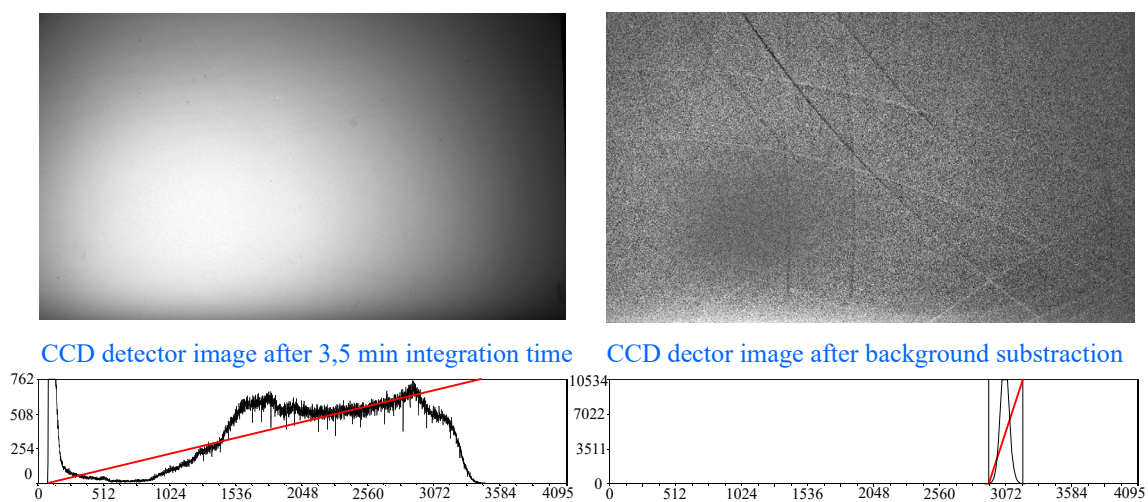 CCD detector image after 3,5 min integration time
CCD dector image after background substraction
762
508
254
0
0 512 1024 1536 2048 2560 3072 3584 4095
10534
7022
3511
0
0 512 1024 1536 2048 2560 3072 3584 4095